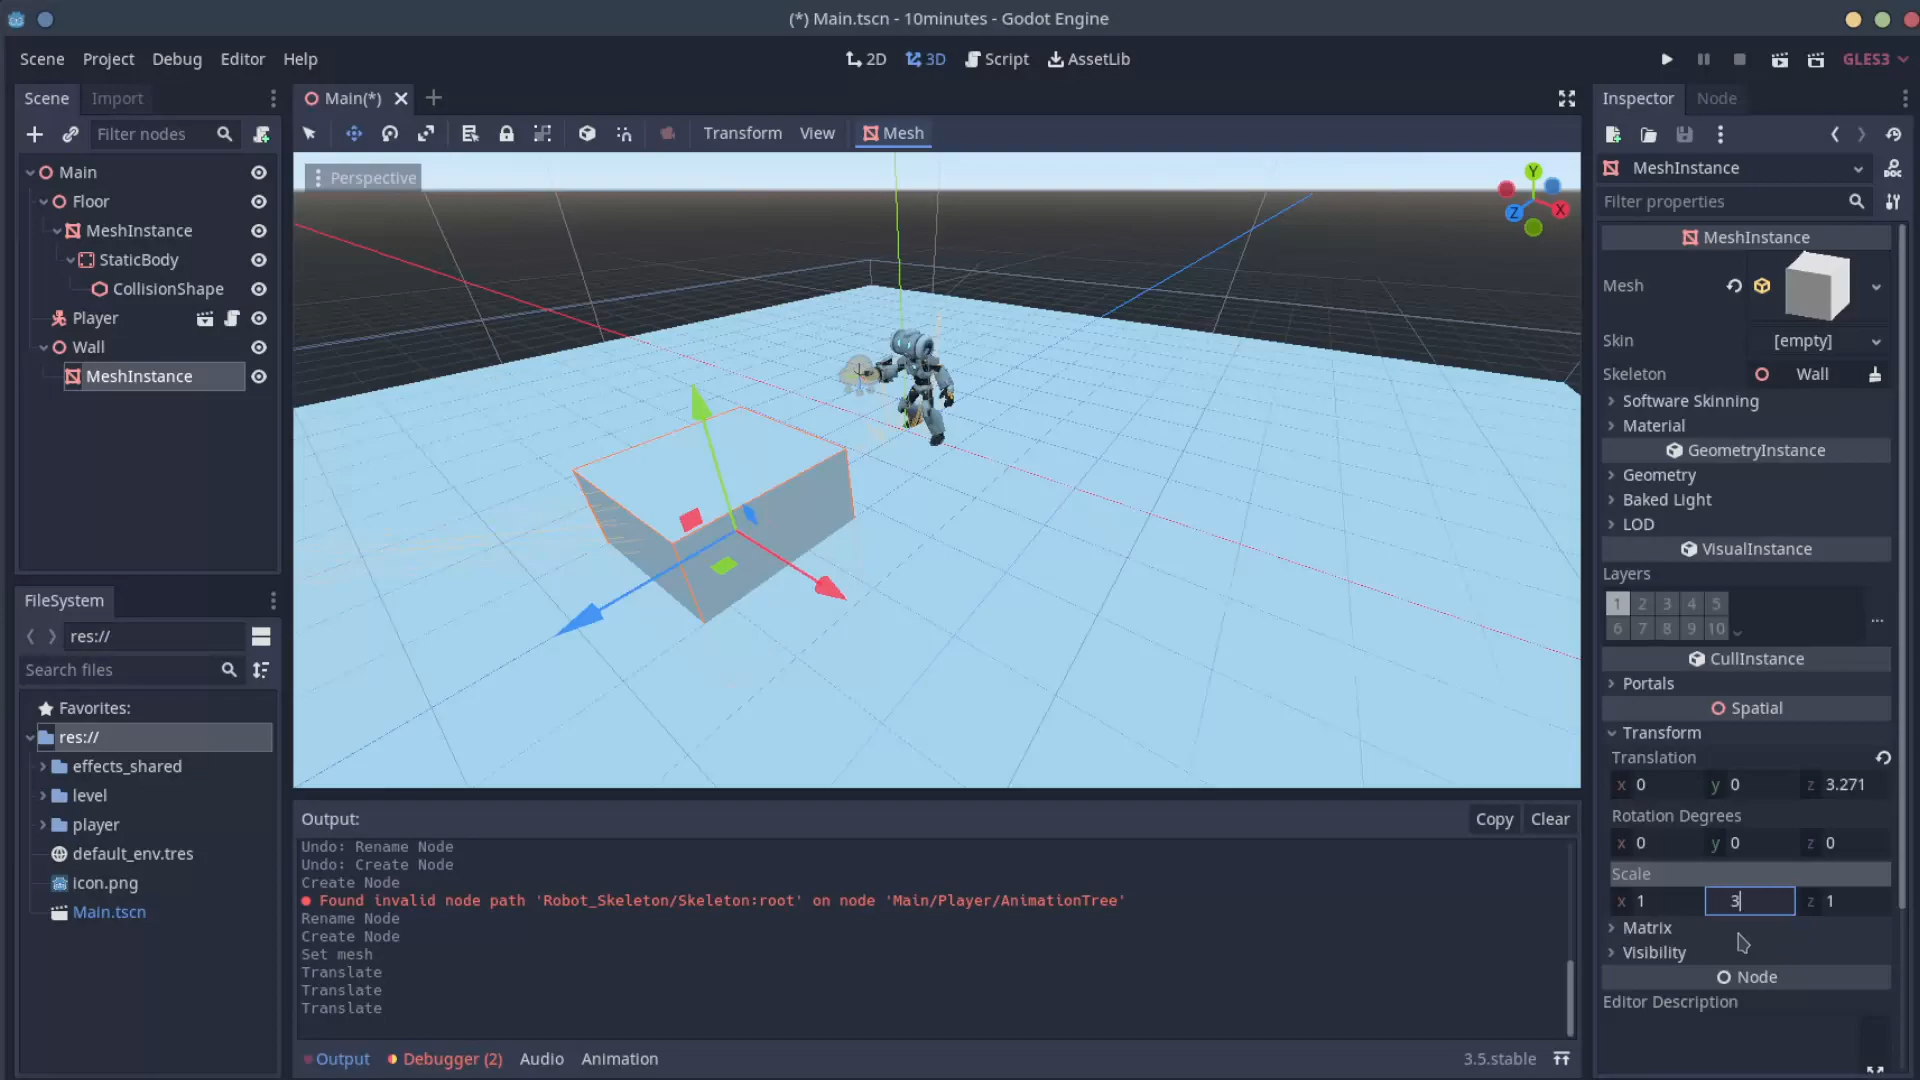 (*) Main.tscn - 10minutes - Godot Engine
Scene Project Debug Editor Help
2D 3D Script AssetLib
GLES3
Scene Import
Filter nodes
Main
Floor
MeshInstance
StaticBody
CollisionShape
Player
Wall
MeshInstance
FileSystem
res://
Search files
Favorites:
res://
effects_shared
level
player
default_env.tres
icon.png
Main.tscn
Main(*)
Transform View Mesh
Perspective
Y
X
Z
Output:
Copy Clear
Undo: Rename Node
Undo: Create Node
Create Node
Found invalid node path 'Robot_Skeleton/Skeleton:root' on node 'Main/Player/AnimationTree'
Rename Node
Create Node
Set mesh
Translate
Translate
Translate
Output Debugger (2) Audio Animation
3.5.stable
Inspector Node
MeshInstance
DOC
Filter properties
MeshInstance
Mesh
Skin [empty]
Skeleton Wall
Software Skinning
Material
GeometryInstance
Geometry
Baked Light
LOD
VisualInstance
Layers
1 2 3 4 5
6 7 8 9 10
...
CullInstance
Portals
Spatial
Transform
Translation
x 0 y 0 z 3.271
Rotation Degrees
x 0 y 0 z 0
Scale
x 1 3 z 1
Matrix
Visibility
Node
Editor Description